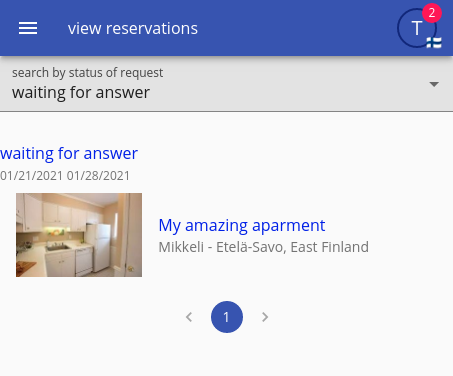 view reservations
T
2
search by status of request
waiting for answer
waiting for answer
01/21/2021 01/28/2021
My amazing aparment
Mikkeli - Etelä-Savo, East Finland
1